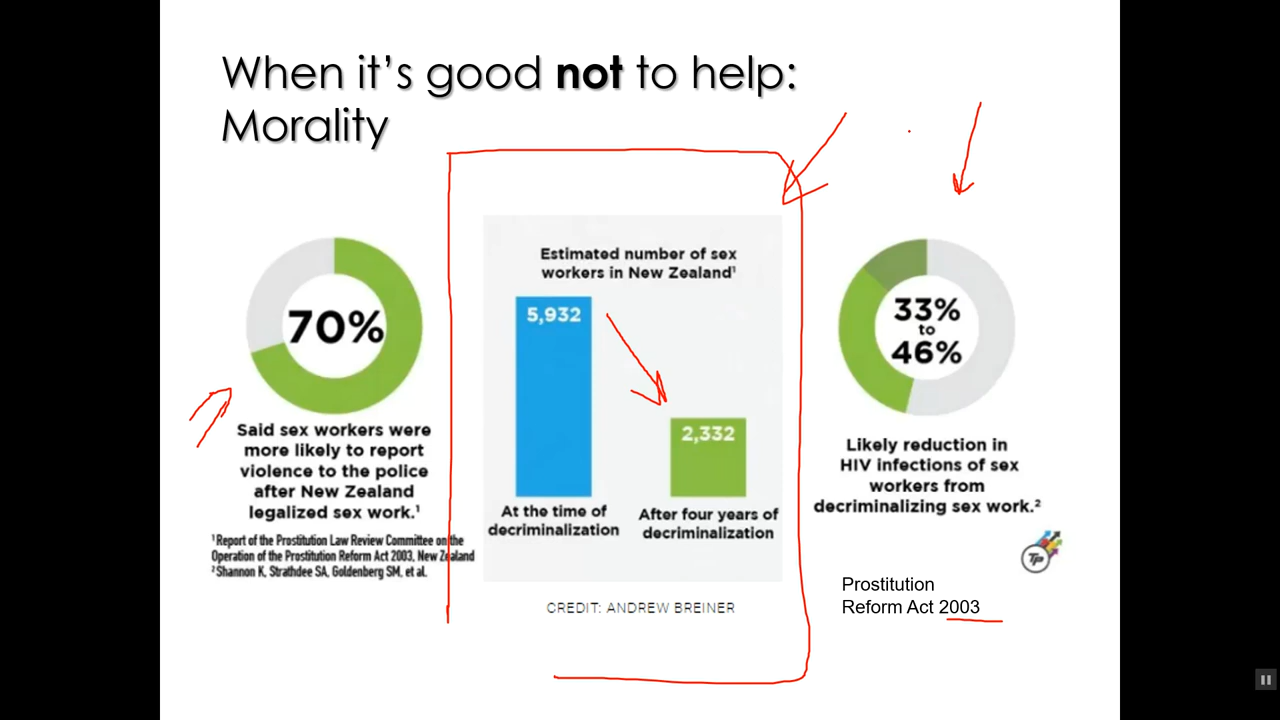 When it's good not to help:
Morality
70%
Said sex workers were
more likely to report
violence to the police
after New Zealand
legalized sex work.¹
¹Report of the Prostitution Law Review Committee on the
Operation of the Prostitution Reform Act 2003, New Zealand
²Shannon K, Strathdee SA, Goldenberg SM, et al.
Estimated number of sex
workers in New Zealand¹
5,932
2,332
At the time of
decriminalization
After four years of
decriminalization
CREDIT: ANDREW BREINER
33%
to
46%
Likely reduction in
HIV infections of sex
workers from
decriminalizing sex work.²
TP
Prostitution
Reform Act 2003